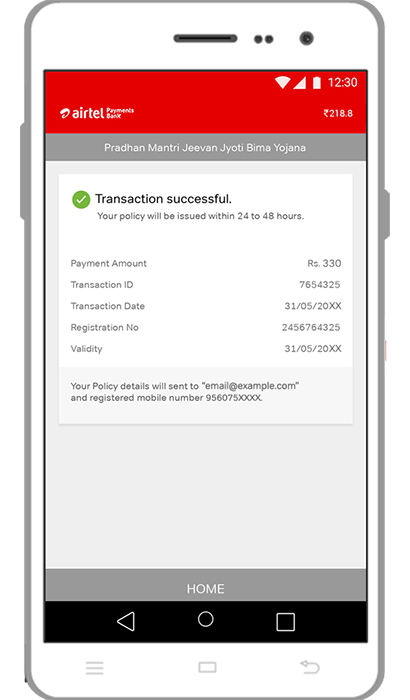 12:30
airtel Payments Bank
₹218.8
Pradhan Mantri Jeevan Jyoti Bima Yojana
Transaction successful.
Your policy will be issued within 24 to 48 hours.
Payment Amount Rs. 330
Transaction ID 7654325
Transaction Date 31/05/20XX
Registration No 2456764325
Validity 31/05/20XX
Your Policy details will sent to “email@example.com”
and registered mobile number 956075XXXX.
HOME